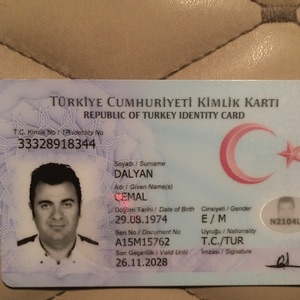 TÜRKİYE CUMHURİYETİ KİMLİK KARTI
REPUBLIC OF TURKEY IDENTITY CARD
T.C. Kimlik No / TR Identity No
33328918344
Soyadı / Surname
DALYAN
Adı / Given Name(s)
CEMAL
Doğum Tarihi / Date of Birth
Cinsiyeti / Gender
29.08.1974
E / M
Seri No / Document No
Uyruğu / Nationality
A15M15762
T.C./TUR
Son Geçerlilik / Valid Until
İmzası / Signature
26.11.2028